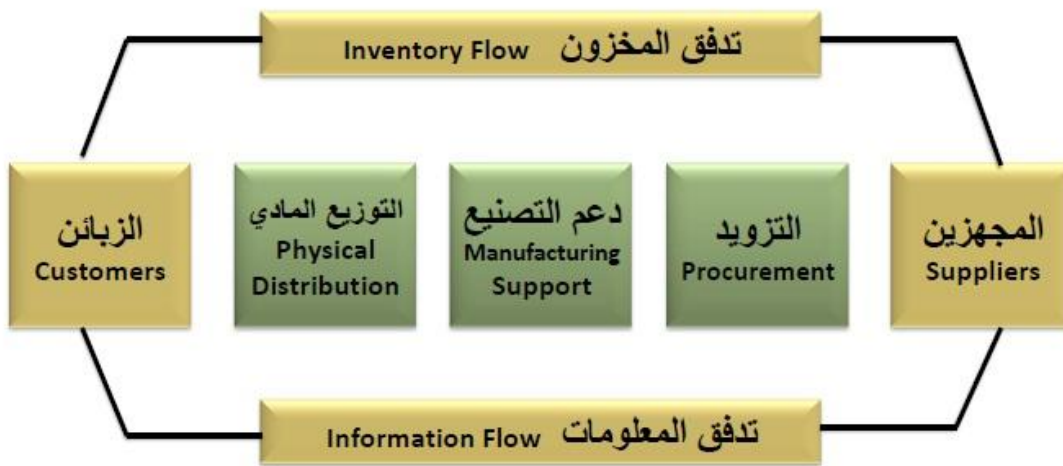 Inventory Flow تدفق المخزون
الزبائن
Customers
التوزيع المادي
Physical
Distribution
دعم التصنيع
Manufacturing
Support
التزويد
Procurement
المجهزين
Suppliers
Information Flow تدفق المعلومات